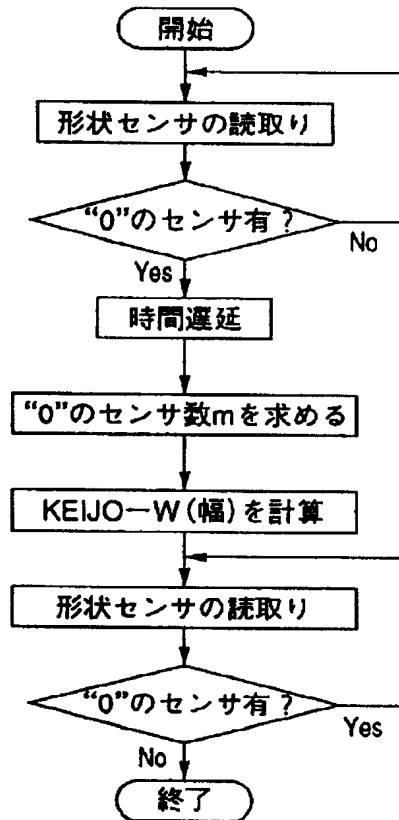 開始
形状センサの読取り
“0”のセンサ有？
No
Yes
時間遅延
“0”のセンサ数mを求める
KEIJO－W（幅）を計算
形状センサの読取り
“0”のセンサ有？
Yes
No
終了